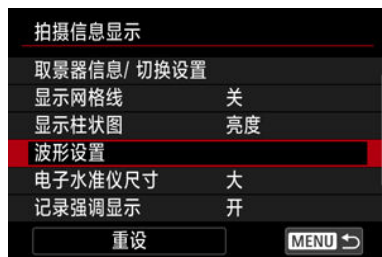 拍摄信息显示
取景器信息/ 切换设置
显示网格线 关
显示柱状图 亮度
波形设置
电子水准仪尺寸 大
记录强调显示 开
重设 MENU